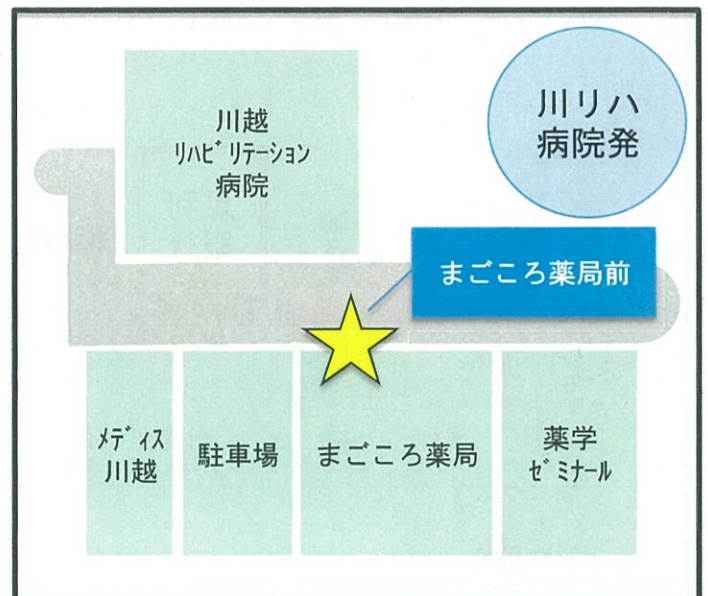 川越
ﾘﾊﾋﾞﾘﾃｰｼｮﾝ
病院
川リハ
病院発
まごころ薬局前
ﾒﾃﾞｨｽ
川越
駐車場
まごころ薬局
薬学
ｾﾞﾐﾅｰﾙ